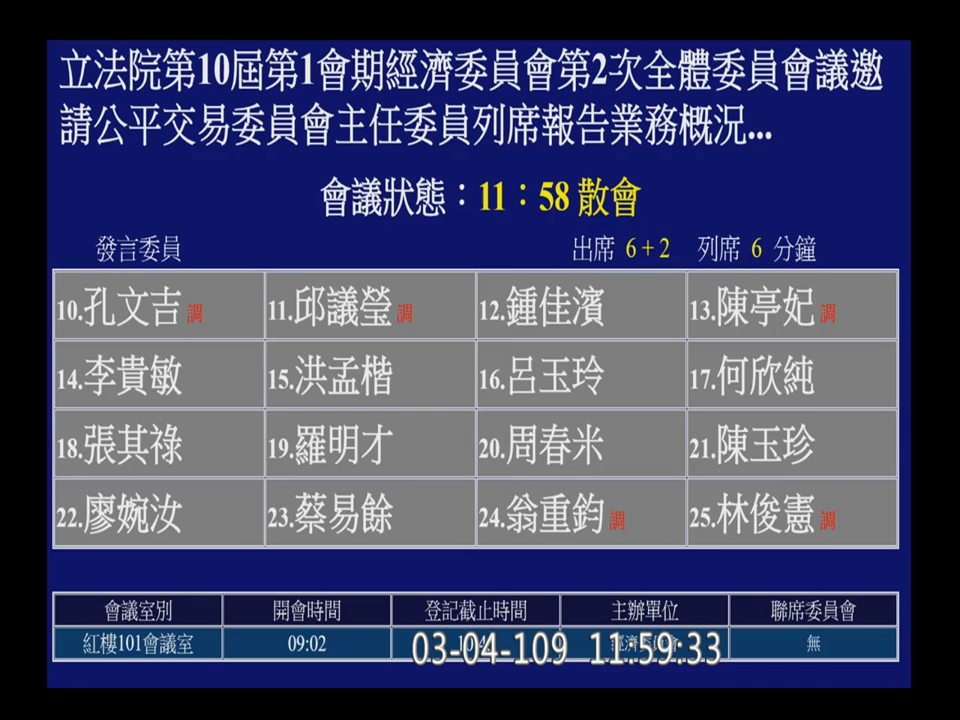 立法院第10屆第1會期經濟委員會第2次全體委員會議邀
請公平交易委員會主任委員列席報告業務概況...
會議狀態：11：58 散會
發言委員 出席 6+2 列席 6 分鐘
10.孔文吉調 11.邱議瑩調 12.鍾佳濱 13.陳亭妃調
14.李貴敏 15.洪孟楷 16.呂玉玲 17.何欣純
18.張其祿 19.羅明才 20.周春米 21.陳玉珍
22.廖婉汝 23.蔡易餘 24.翁重鈞調 25.林俊憲調
會議室別 開會時間 登記截止時間 主辦單位 聯席委員會
紅樓101會議室 09:02 無
03-04-109 11:59:33